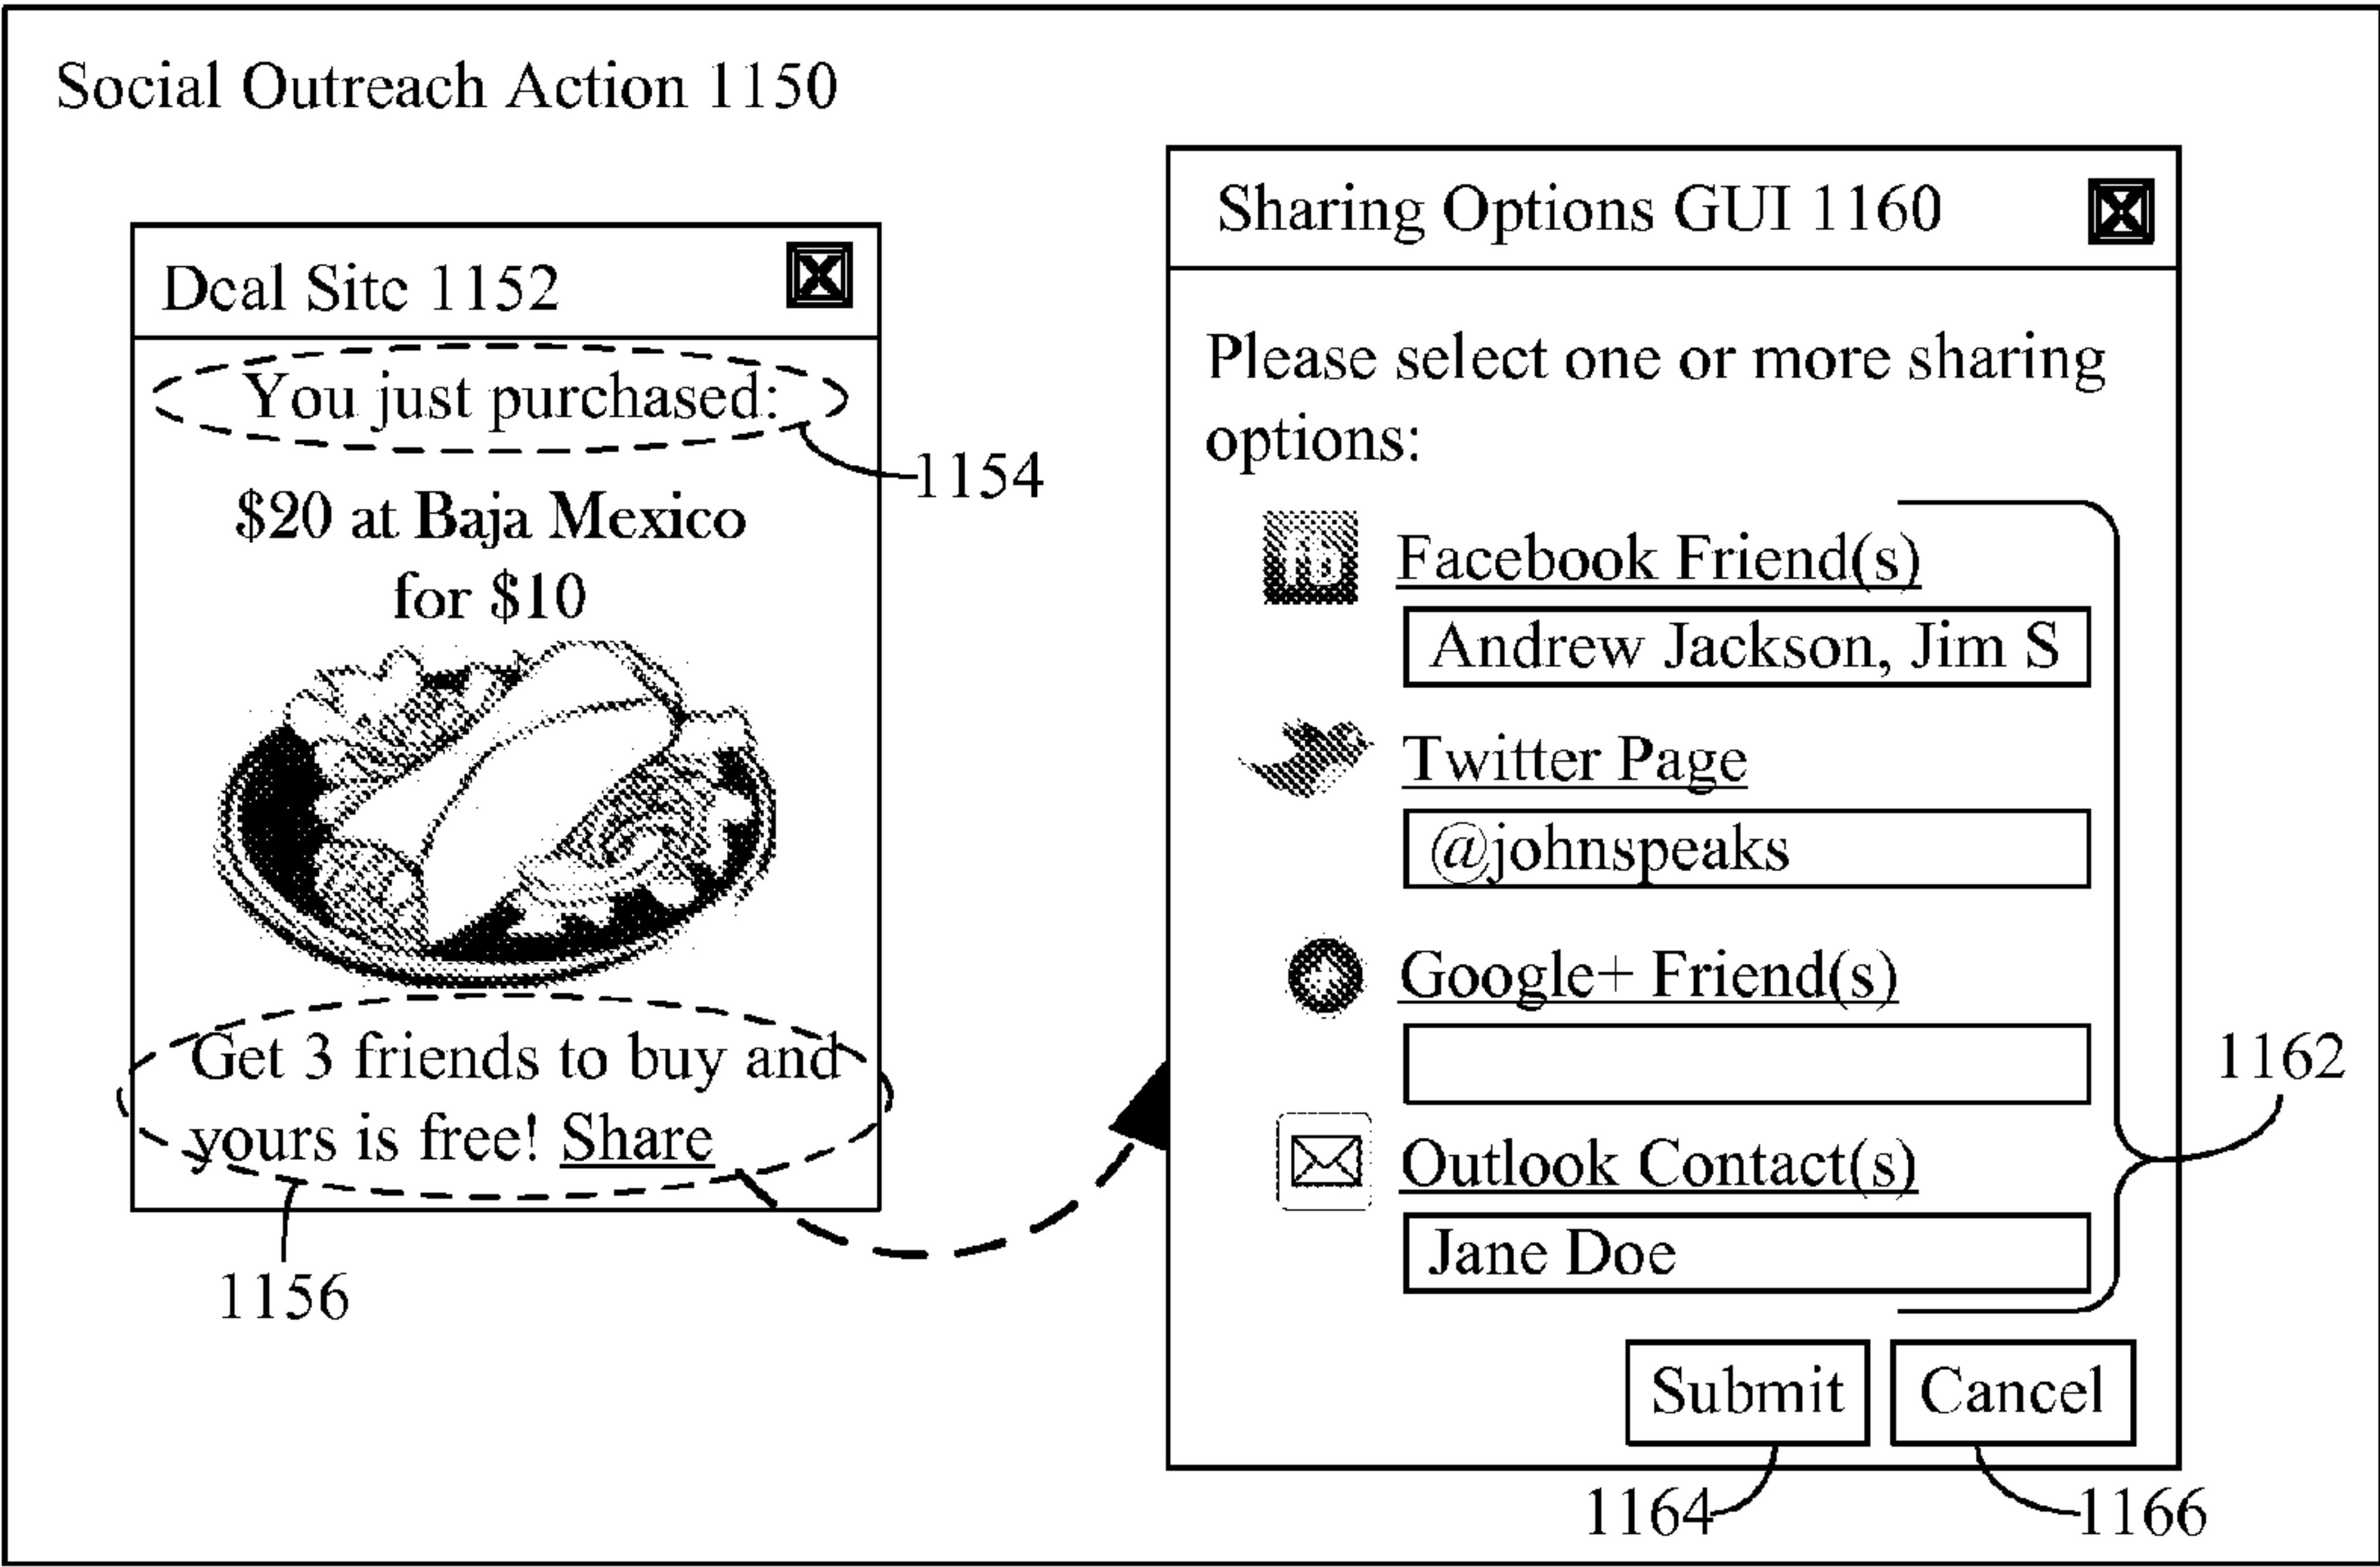 Social Outreach Action 1150
Deal Site 1152
You just purchased:
1154
$20 at Baja Mexico
for $10
Get 3 friends to buy and
yours is free! Share
1156
Sharing Options GUI 1160
Please select one or more sharing
options:
fb
Facebook Friend(s)
Andrew Jackson, Jim S
Twitter Page
@johnspeaks
Google+ Friend(s)
1162
Outlook Contact(s)
Jane Doe
Submit
Cancel
1164
1166